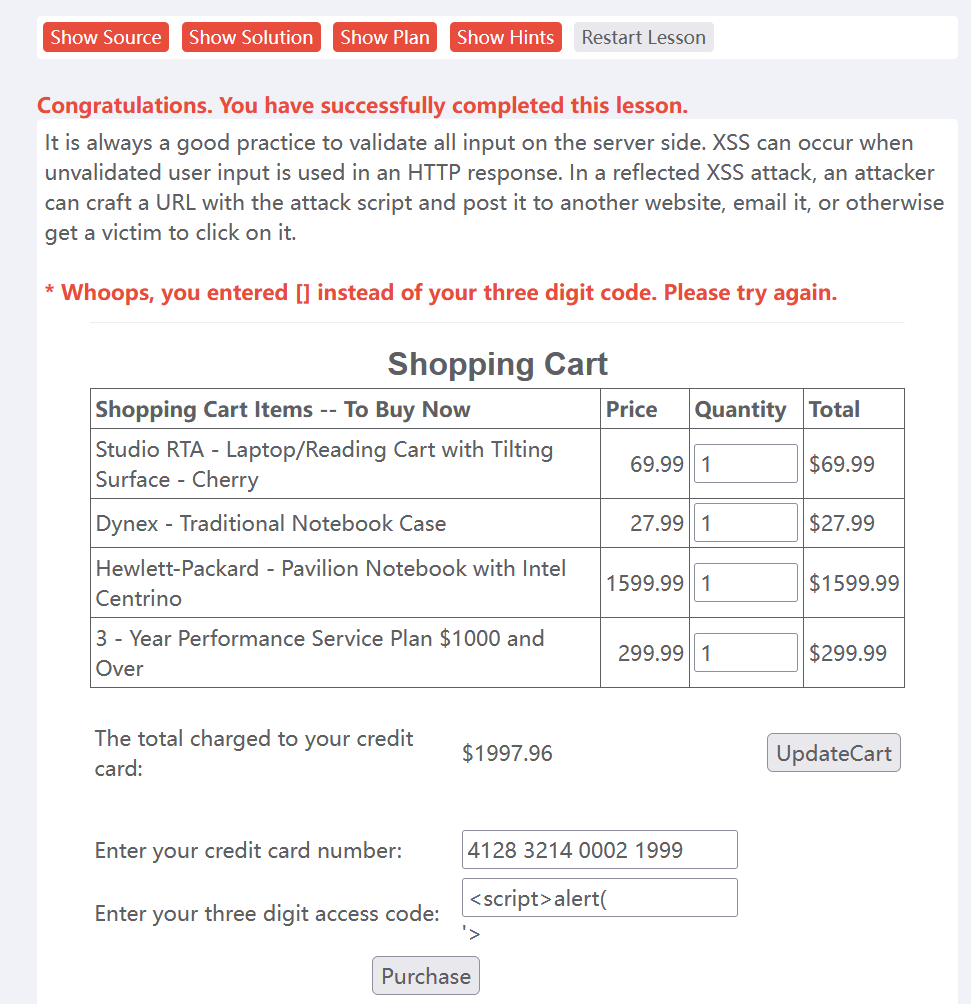 Show Source Show Solution Show Plan Show Hints Restart Lesson
Congratulations. You have successfully completed this lesson.
It is always a good practice to validate all input on the server side. XSS can occur when
unvalidated user input is used in an HTTP response. In a reflected XSS attack, an attacker
can craft a URL with the attack script and post it to another website, email it, or otherwise
get a victim to click on it.
* Whoops, you entered [] instead of your three digit code. Please try again.
Shopping Cart
Shopping Cart Items -- To Buy Now Price Quantity Total
Studio RTA - Laptop/Reading Cart with Tilting
Surface - Cherry 69.99 1 $69.99
Dynex - Traditional Notebook Case 27.99 1 $27.99
Hewlett-Packard - Pavilion Notebook with Intel
Centrino 1599.99 1 $1599.99
3 - Year Performance Service Plan $1000 and
Over 299.99 1 $299.99
The total charged to your credit
card: $1997.96 UpdateCart
Enter your credit card number: 4128 3214 0002 1999
Enter your three digit access code: <script>alert(
'>
Purchase